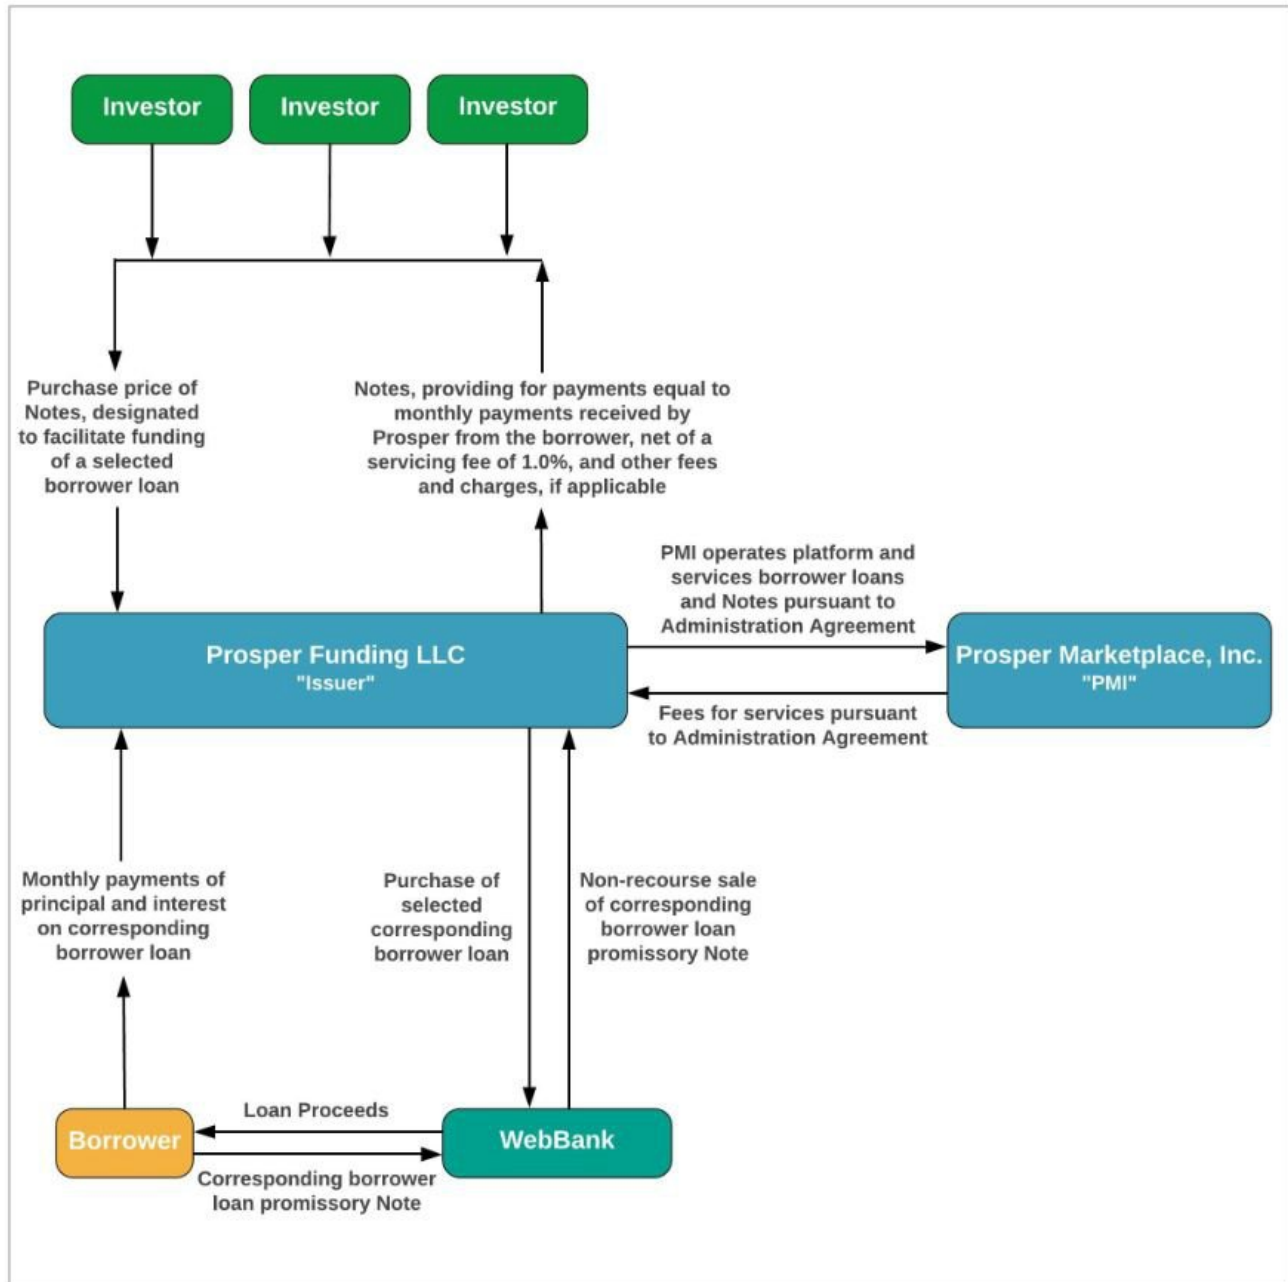 Investor
Investor
Investor
Purchase price of
Notes, designated
to facilitate funding
of a selected
borrower loan
Notes, providing for payments equal to
monthly payments received by
Prosper from the borrower, net of a
servicing fee of 1.0%, and other fees
and charges, if applicable
PMI operates platform and
services borrower loans
and Notes pursuant to
Administration Agreement
Prosper Funding LLC
"Issuer"
Prosper Marketplace, Inc.
"PMI"
Fees for services pursuant
to Administration Agreement
Monthly payments of
principal and interest
on corresponding
borrower loan
Purchase of
selected
corresponding
borrower loan
Non-recourse sale
of corresponding
borrower loan
promissory Note
Loan Proceeds
Borrower
WebBank
Corresponding borrower
loan promissory Note